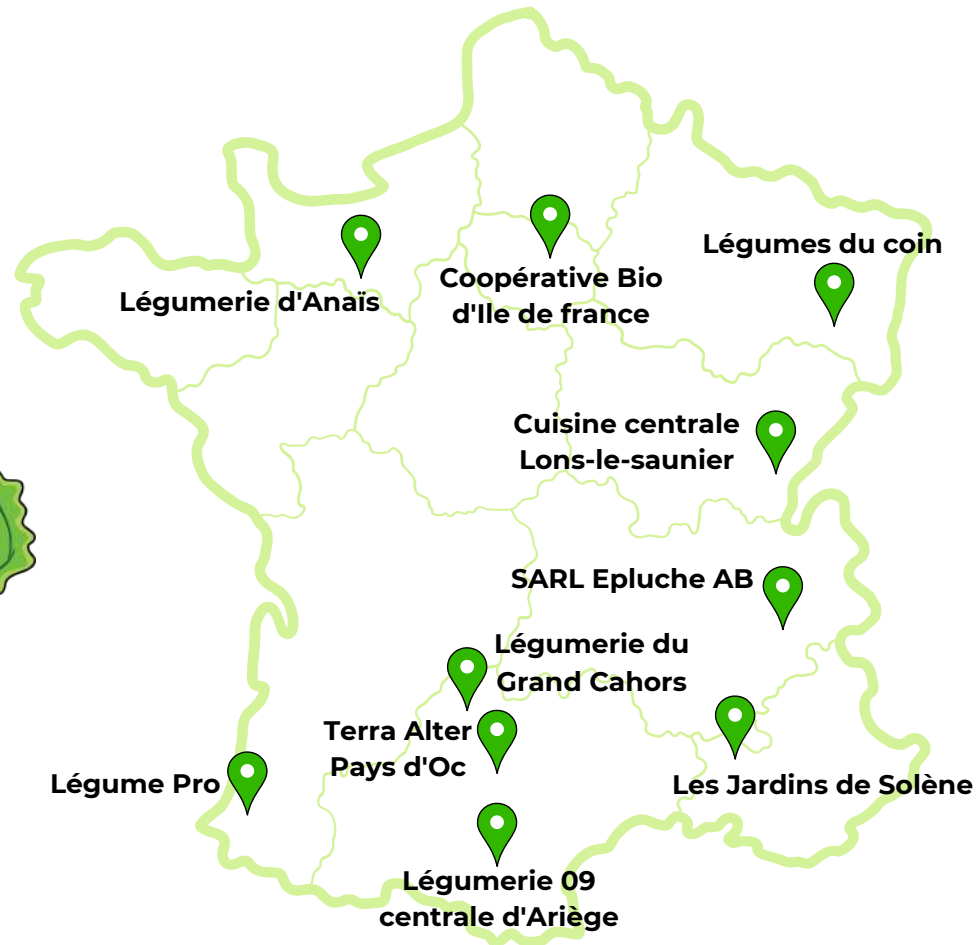 Légumes du coin
Coopérative Bio
d'Ile de france
Légumerie d'Anaïs
Cuisine centrale
Lons-le-saunier
SARL Epluche AB
Légumerie du
Grand Cahors
Terra Alter
Pays d'Oc
Légume Pro
Les Jardins de Solène
Légumerie 09
centrale d'Ariège